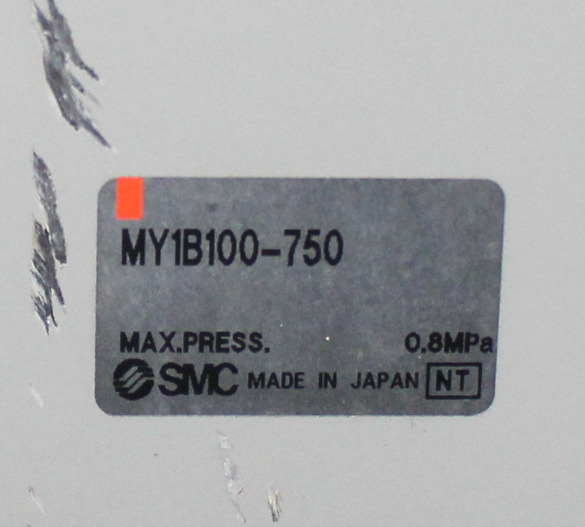 MY1B100-750
MAX.PRESS. 0.8MPa
SMC MADE IN JAPAN NT